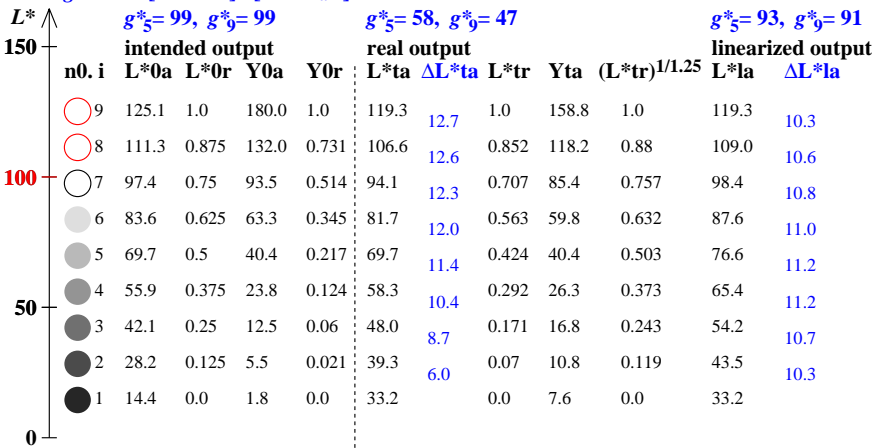 L* g*5= 99, g*9= 99 g*5= 58, g*9= 47 g*5= 93, g*9= 91
150 intended output real output linearized output
n0. i L*0a L*0r Y0a Y0r L*ta ΔL*ta L*tr Yta (L*tr)1/1.25 L*la ΔL*la
9 125.1 1.0 180.0 1.0 119.3 1.0 158.8 1.0 119.3
12.7 10.3
8 111.3 0.875 132.0 0.731 106.6 0.852 118.2 0.88 109.0
12.6 10.6
100 7 97.4 0.75 93.5 0.514 94.1 0.707 85.4 0.757 98.4
12.3 10.8
6 83.6 0.625 63.3 0.345 81.7 0.563 59.8 0.632 87.6
12.0 11.0
5 69.7 0.5 40.4 0.217 69.7 0.424 40.4 0.503 76.6
11.4 11.2
4 55.9 0.375 23.8 0.124 58.3 0.292 26.3 0.373 65.4
50 10.4 11.2
3 42.1 0.25 12.5 0.06 48.0 0.171 16.8 0.243 54.2
8.7 10.7
2 28.2 0.125 5.5 0.021 39.3 0.07 10.8 0.119 43.5
6.0 10.3
1 14.4 0.0 1.8 0.0 33.2 0.0 7.6 0.0 33.2
0